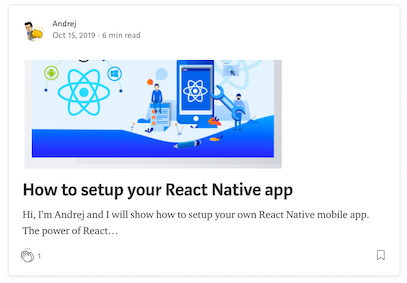 Andrej
Oct 15, 2019 · 6 min read
How to setup your React Native app
Hi, I'm Andrej and I will show how to setup your own React Native mobile app.
The power of React…
1